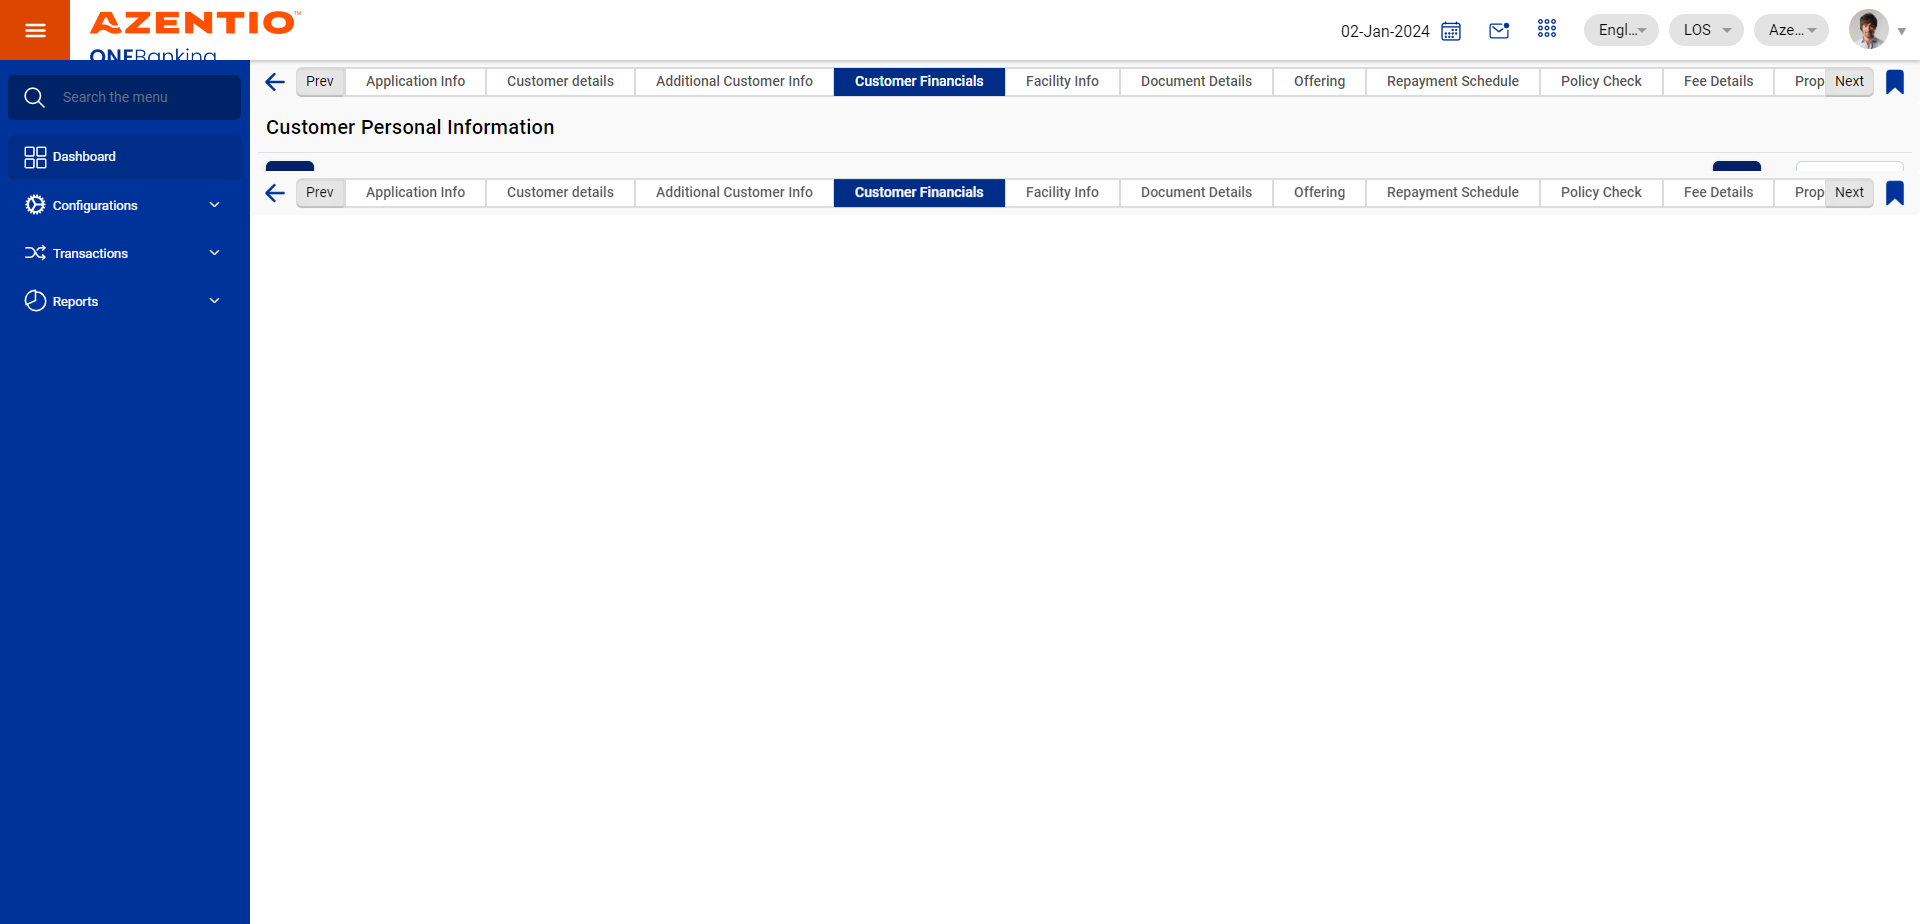 AZENTIO™
ONEBanking
02-Jan-2024
Engl...
LOS
Aze...
Search the menu
Dashboard
Configurations
Transactions
Reports
Prev Application Info Customer details Additional Customer Info Customer Financials Facility Info Document Details Offering Repayment Schedule Policy Check Fee Details Prop Next
Customer Personal Information
Prev Application Info Customer details Additional Customer Info Customer Financials Facility Info Document Details Offering Repayment Schedule Policy Check Fee Details Prop Next